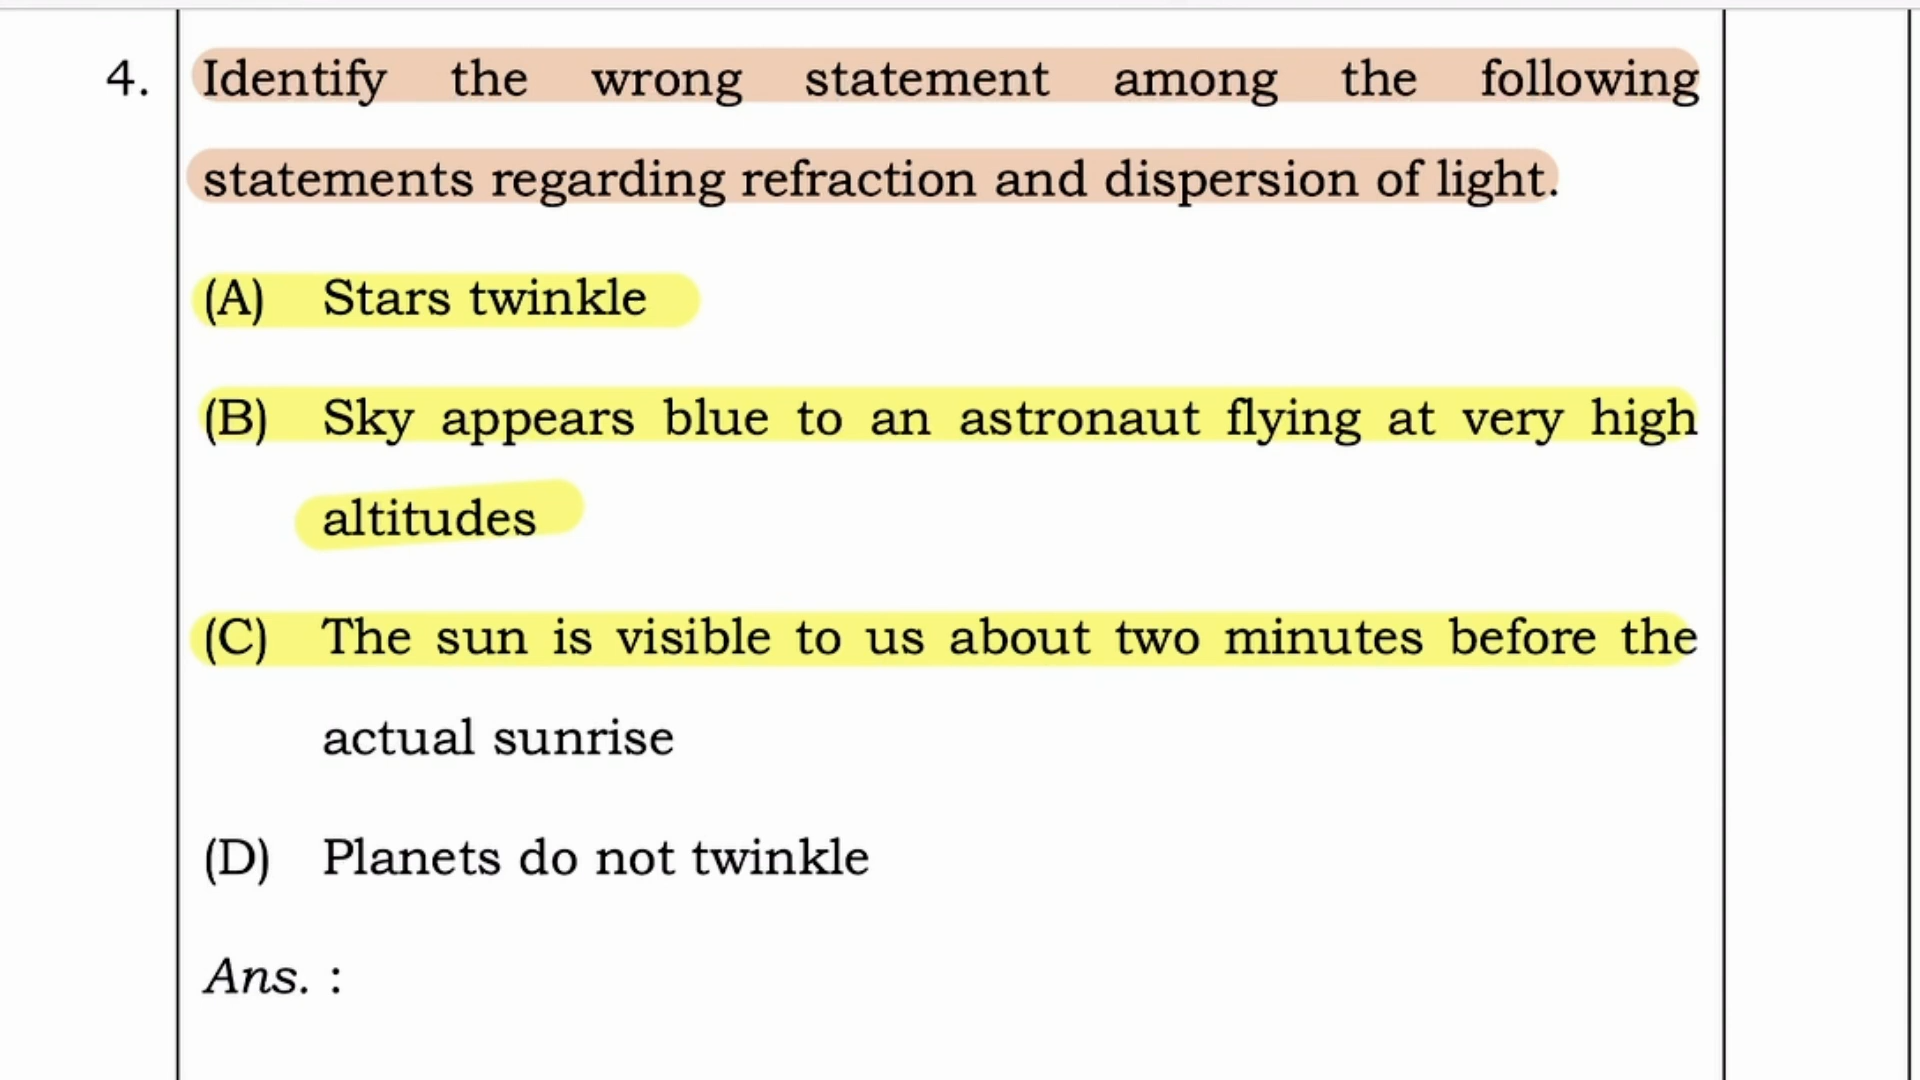 4. Identify the wrong statement among the following
statements regarding refraction and dispersion of light.
(A) Stars twinkle
(B) Sky appears blue to an astronaut flying at very high
altitudes
(C) The sun is visible to us about two minutes before the
actual sunrise
(D) Planets do not twinkle
Ans. :